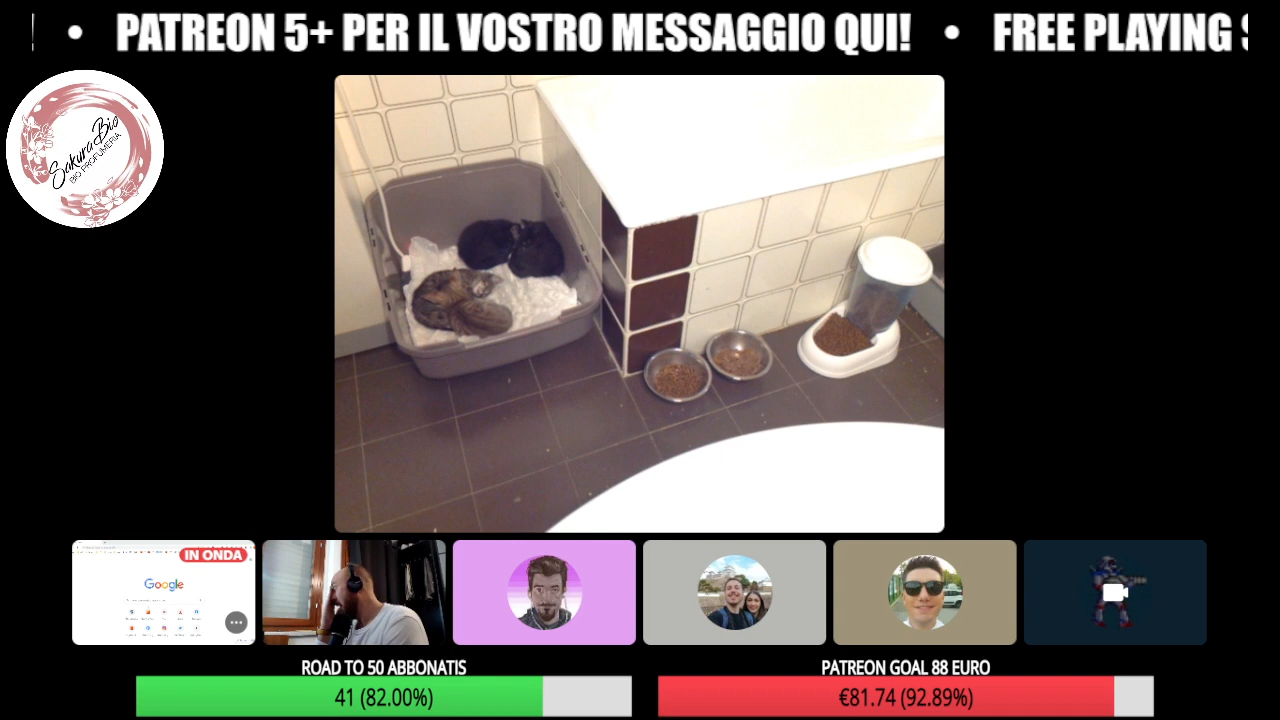 • PATREON 5+ PER IL VOSTRO MESSAGGIO QUI! • FREE PLAYING
Sakura Bio
BIO PROFUMERIA
IN ONDA
Google
ROAD TO 50 ABBONATIS
PATREON GOAL 88 EURO
41 (82.00%)
€81.74 (92.89%)